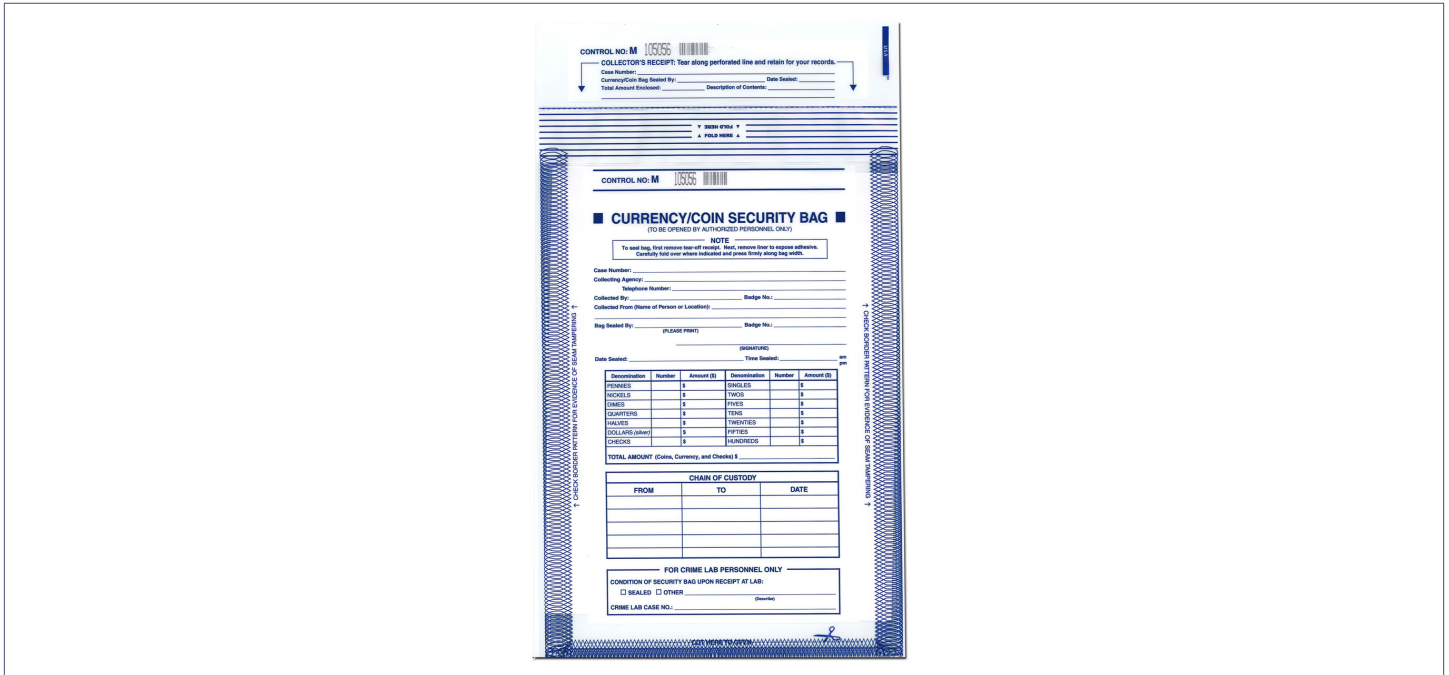 USA
CONTROL NO: M 105056
COLLECTOR'S RECEIPT: Tear along perforated line and retain for your records.
Case Number:
Currency/Coin Bag Sealed By: Date Sealed:
Total Amount Enclosed: Description of Contents:
▲ FOLD HERE ▲
▲ FOLD HERE ▲
CONTROL NO: M 105056
■ CURRENCY/COIN SECURITY BAG ■
(TO BE OPENED BY AUTHORIZED PERSONNEL ONLY)
NOTE
To seal bag, first remove tear-off receipt. Next, remove liner to expose adhesive.
Carefully fold over where indicated and press firmly along bag width.
Case Number:
Collecting Agency:
Telephone Number:
Collected By: Badge No.:
Collected From (Name of Person or Location):
Bag Sealed By: Badge No.:
(PLEASE PRINT)
(SIGNATURE)
Date Sealed: Time Sealed: am
pm
Denomination Number Amount ($) Denomination Number Amount ($)
PENNIES $ SINGLES $
NICKELS $ TWOS $
DIMES $ FIVES $
QUARTERS $ TENS $
HALVES $ TWENTIES $
DOLLARS (silver) $ FIFTIES $
CHECKS $ HUNDREDS $
TOTAL AMOUNT (Coins, Currency, and Checks) $
CHAIN OF CUSTODY
FROM TO DATE
FOR CRIME LAB PERSONNEL ONLY
CONDITION OF SECURITY BAG UPON RECEIPT AT LAB:
☐ SEALED ☐ OTHER
(Describe)
CRIME LAB CASE NO.:
CUT HERE TO OPEN
↑ CHECK BORDER PATTERN FOR EVIDENCE OF SEAM TAMPERING ↑
↑ CHECK BORDER PATTERN FOR EVIDENCE OF SEAM TAMPERING ↑